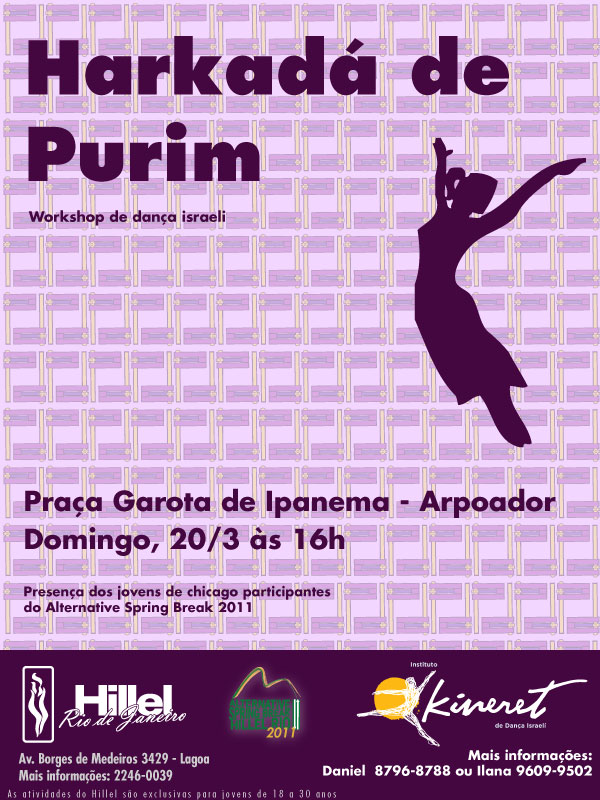 Harkadá de
Purim
Workshop de dança israeli
Praça Garota de Ipanema - Arpoador
Domingo, 20/3 às 16h
Presença dos jovens de chicago participantes
do Alternative Spring Break 2011
Hillel
Rio de Janeiro
Av. Borges de Medeiros 3429 - Lagoa
Mais informações: 2246-0039
ALTERNATIVE
2011
Instituto
Kineret
de Dança Israeli
Mais informações:
Daniel 8796-8788 ou Ilana 9609-9502
As atividades do Hillel são exclusivas para jovens de 18 a 30 anos